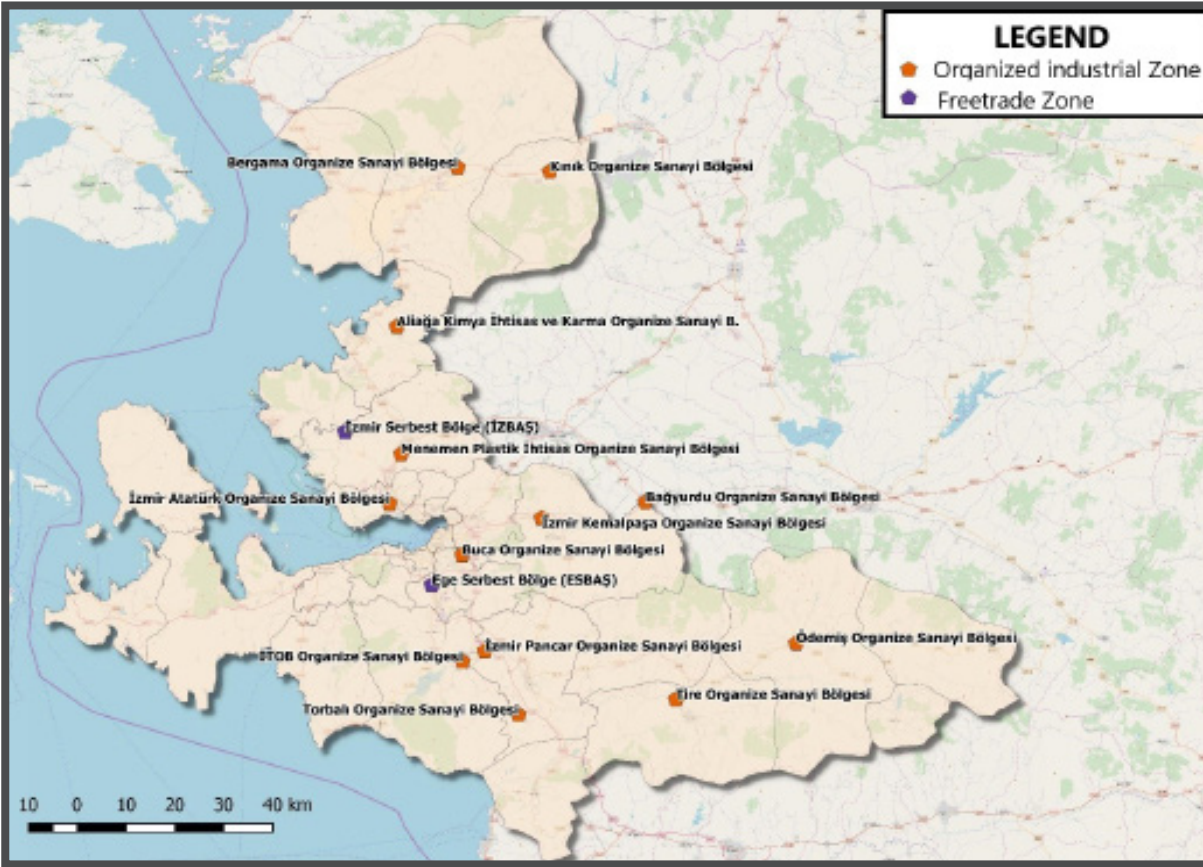 LEGEND
Organized industrial Zone
Freetrade Zone
Bergama Organize Sanayi Bölgesi
Kınık Organize Sanayi Bölgesi
Aliağa Kimya İhtisas ve Karma Organize Sanayi B.
İzmir Serbest Bölge (İZBAŞ)
Menemen Plastik İhtisas Organize Sanayi Bölgesi
İzmir Atatürk Organize Sanayi Bölgesi
Bağyurdu Organize Sanayi Bölgesi
İzmir Kemalpaşa Organize Sanayi Bölgesi
Buca Organize Sanayi Bölgesi
Ege Serbest Bölge (ESBAŞ)
Ödemiş Organize Sanayi Bölgesi
İzmir Pancar Organize Sanayi Bölgesi
İTOB Organize Sanayi Bölgesi
Tire Organize Sanayi Bölgesi
Torbalı Organize Sanayi Bölgesi
10 0 10 20 30 40 km